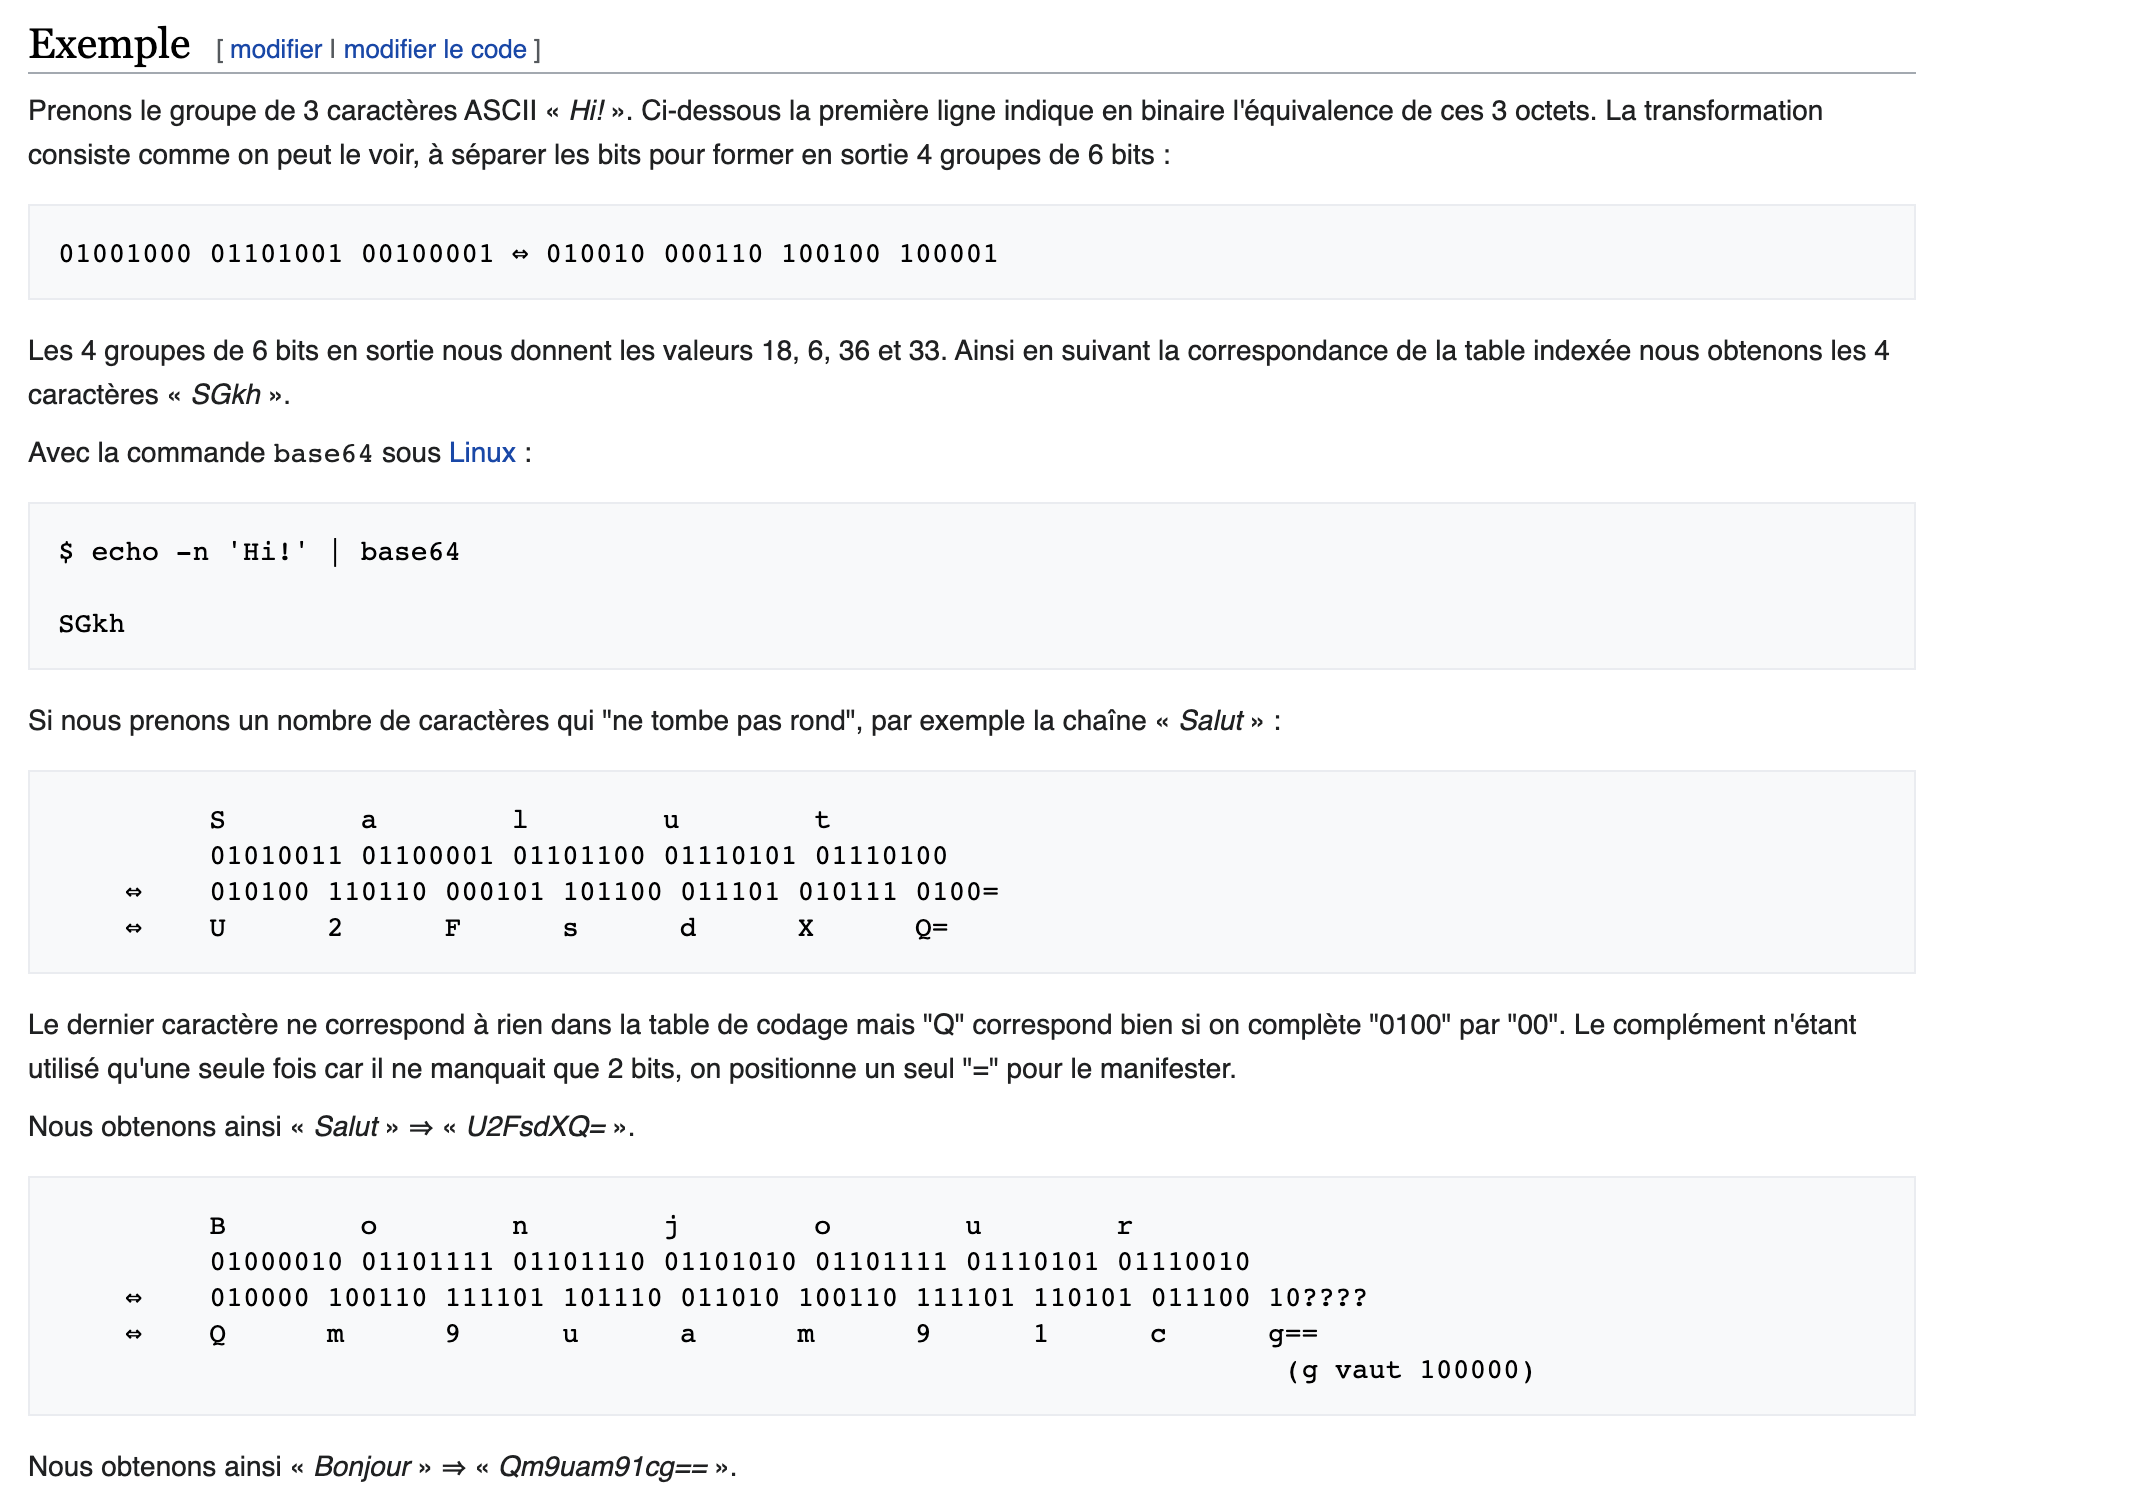 Exemple [ modifier | modifier le code ]
Prenons le groupe de 3 caractères ASCII « Hi! ». Ci-dessous la première ligne indique en binaire l'équivalence de ces 3 octets. La transformation
consiste comme on peut le voir, à séparer les bits pour former en sortie 4 groupes de 6 bits :
01001000 01101001 00100001 ⇔ 010010 000110 100100 100001
Les 4 groupes de 6 bits en sortie nous donnent les valeurs 18, 6, 36 et 33. Ainsi en suivant la correspondance de la table indexée nous obtenons les 4
caractères « SGkh ».
Avec la commande base64 sous Linux :
$ echo -n 'Hi!' | base64
SGkh
Si nous prenons un nombre de caractères qui "ne tombe pas rond", par exemple la chaîne « Salut » :
S a l u t
01010011 01100001 01101100 01110101 01110100
⇔ 010100 110110 000101 101100 011101 010111 0100=
⇔ U 2 F s d X Q=
Le dernier caractère ne correspond à rien dans la table de codage mais "Q" correspond bien si on complète "0100" par "00". Le complément n'étant
utilisé qu'une seule fois car il ne manquait que 2 bits, on positionne un seul "=" pour le manifester.
Nous obtenons ainsi « Salut » ⇒ « U2FsdXQ= ».
B o n j o u r
01000010 01101111 01101110 01101010 01101111 01110101 01110010
⇔ 010000 100110 111101 101110 011010 100110 111101 110101 011100 10????
⇔ Q m 9 u a m 9 1 c g==
(g vaut 100000)
Nous obtenons ainsi « Bonjour » ⇒ « Qm9uam91cg== ».